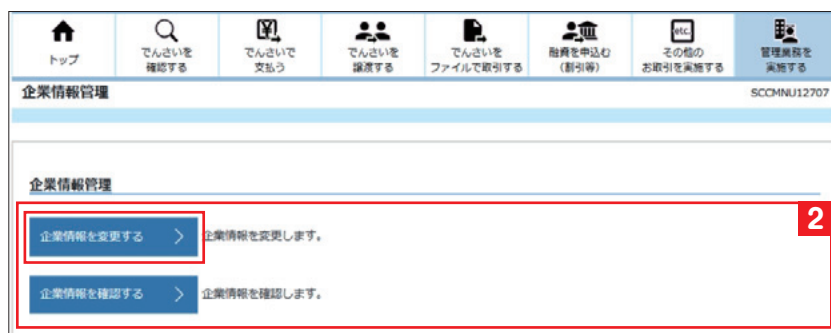 トップ
でんさいを
確認する
¥
でんさいで
支払う
でんさいを
譲渡する
でんさいを
ファイルで取引する
融資を申込む
(割引等)
etc.
その他の
お取引を実施する
管理業務を
実施する
企業情報管理
SCCMNU12707
企業情報管理
2
企業情報を変更する 企業情報を変更します。
企業情報を確認する 企業情報を確認します。